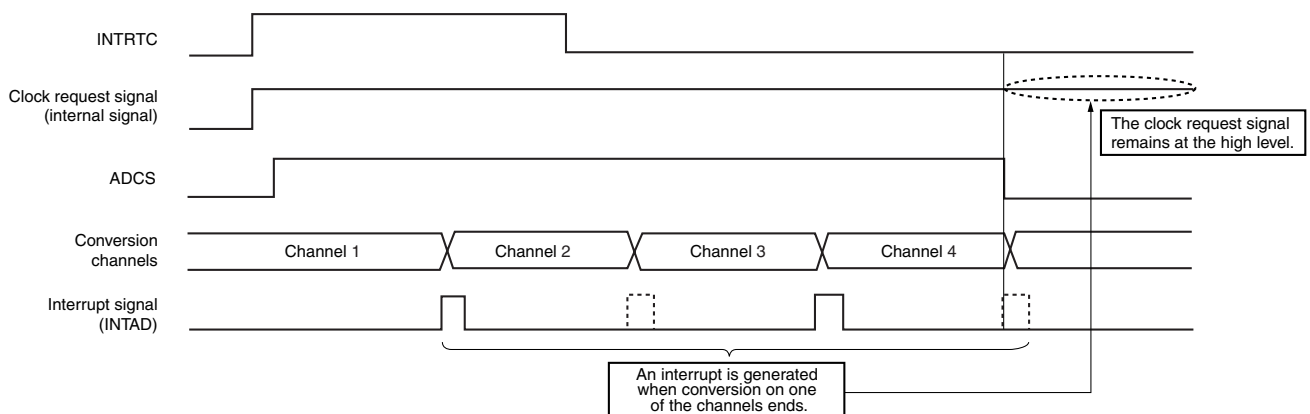 INTRTC
Clock request signal
(internal signal)
The clock request signal
remains at the high level.
ADCS
Conversion
channels
Channel 1
Channel 2
Channel 3
Channel 4
Interrupt signal
(INTAD)
An interrupt is generated
when conversion on one
of the channels ends.